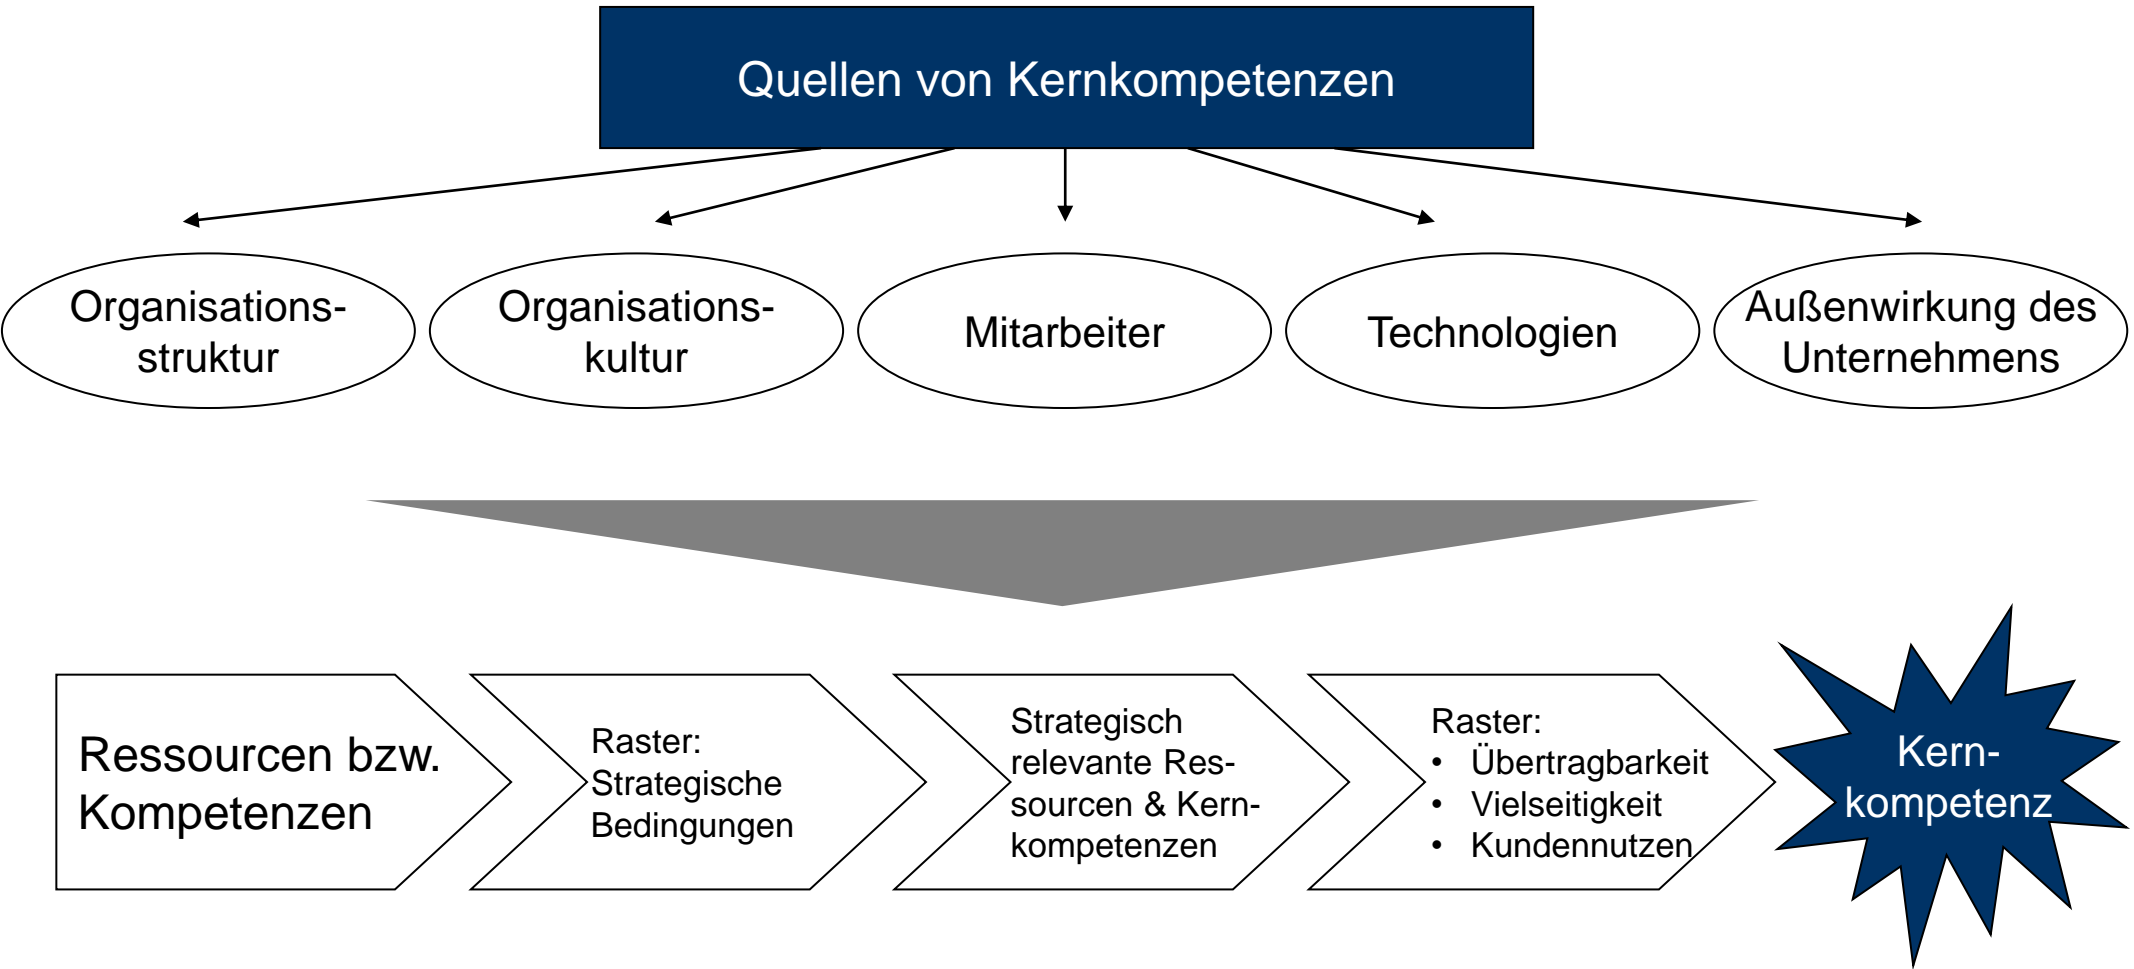 Quellen von Kernkompetenzen
Organisations-
struktur
Organisations-
kultur
Mitarbeiter
Technologien
Außenwirkung des
Unternehmens
Ressourcen bzw.
Kompetenzen
Raster:
Strategische
Bedingungen
Strategisch
relevante Res-
sourcen & Kern-
kompetenzen
Raster:
• Übertragbarkeit
• Vielseitigkeit
• Kundennutzen
Kern-
kompetenz